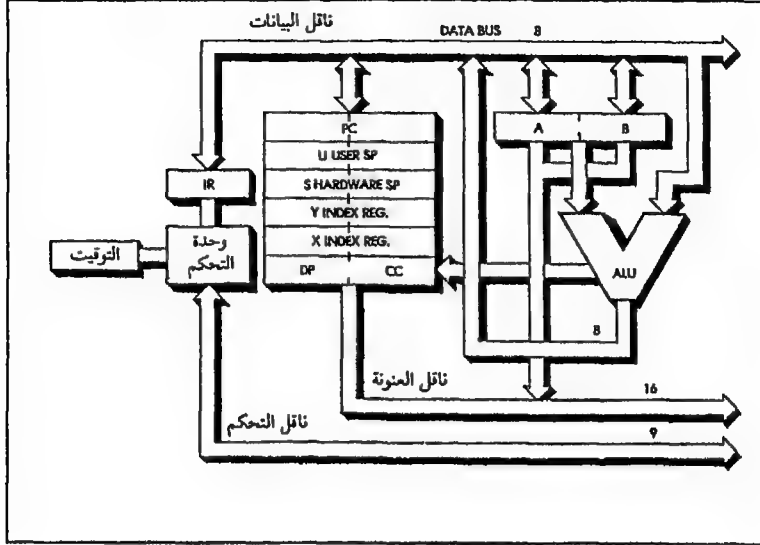 ناقل البيانات
DATA BUS 8
PC
A B
U USER SP
IR
S HARDWARE SP
Y INDEX REG.
وحدة
التحكم
التوقيت
X INDEX REG.
DP CC
ALU
8
ناقل العنونة
16
ناقل التحكم
9